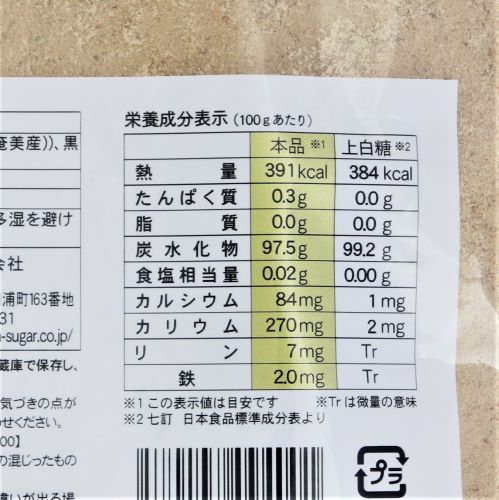 奄美産))、黒
多湿を避け
会社
浦町163番地
31
-sugar.co.jp/
蔵庫で保存し、
気づきの点が
せください。
00】
の混じったもの
違いが出る場
栄養成分表示(100gあたり)
本品※1 上白糖※2
熱量 391kcal 384kcal
たんぱく質 0.3g 0.0g
脂質 0.0g 0.0g
炭水化物 97.5g 99.2g
食塩相当量 0.02g 0.00g
カルシウム 84mg 1mg
カリウム 270mg 2mg
リン 7mg Tr
鉄 2.0mg Tr
※1この表示値は目安です ※Trは微量の意味
※2七訂 日本食品標準成分表より
プラ